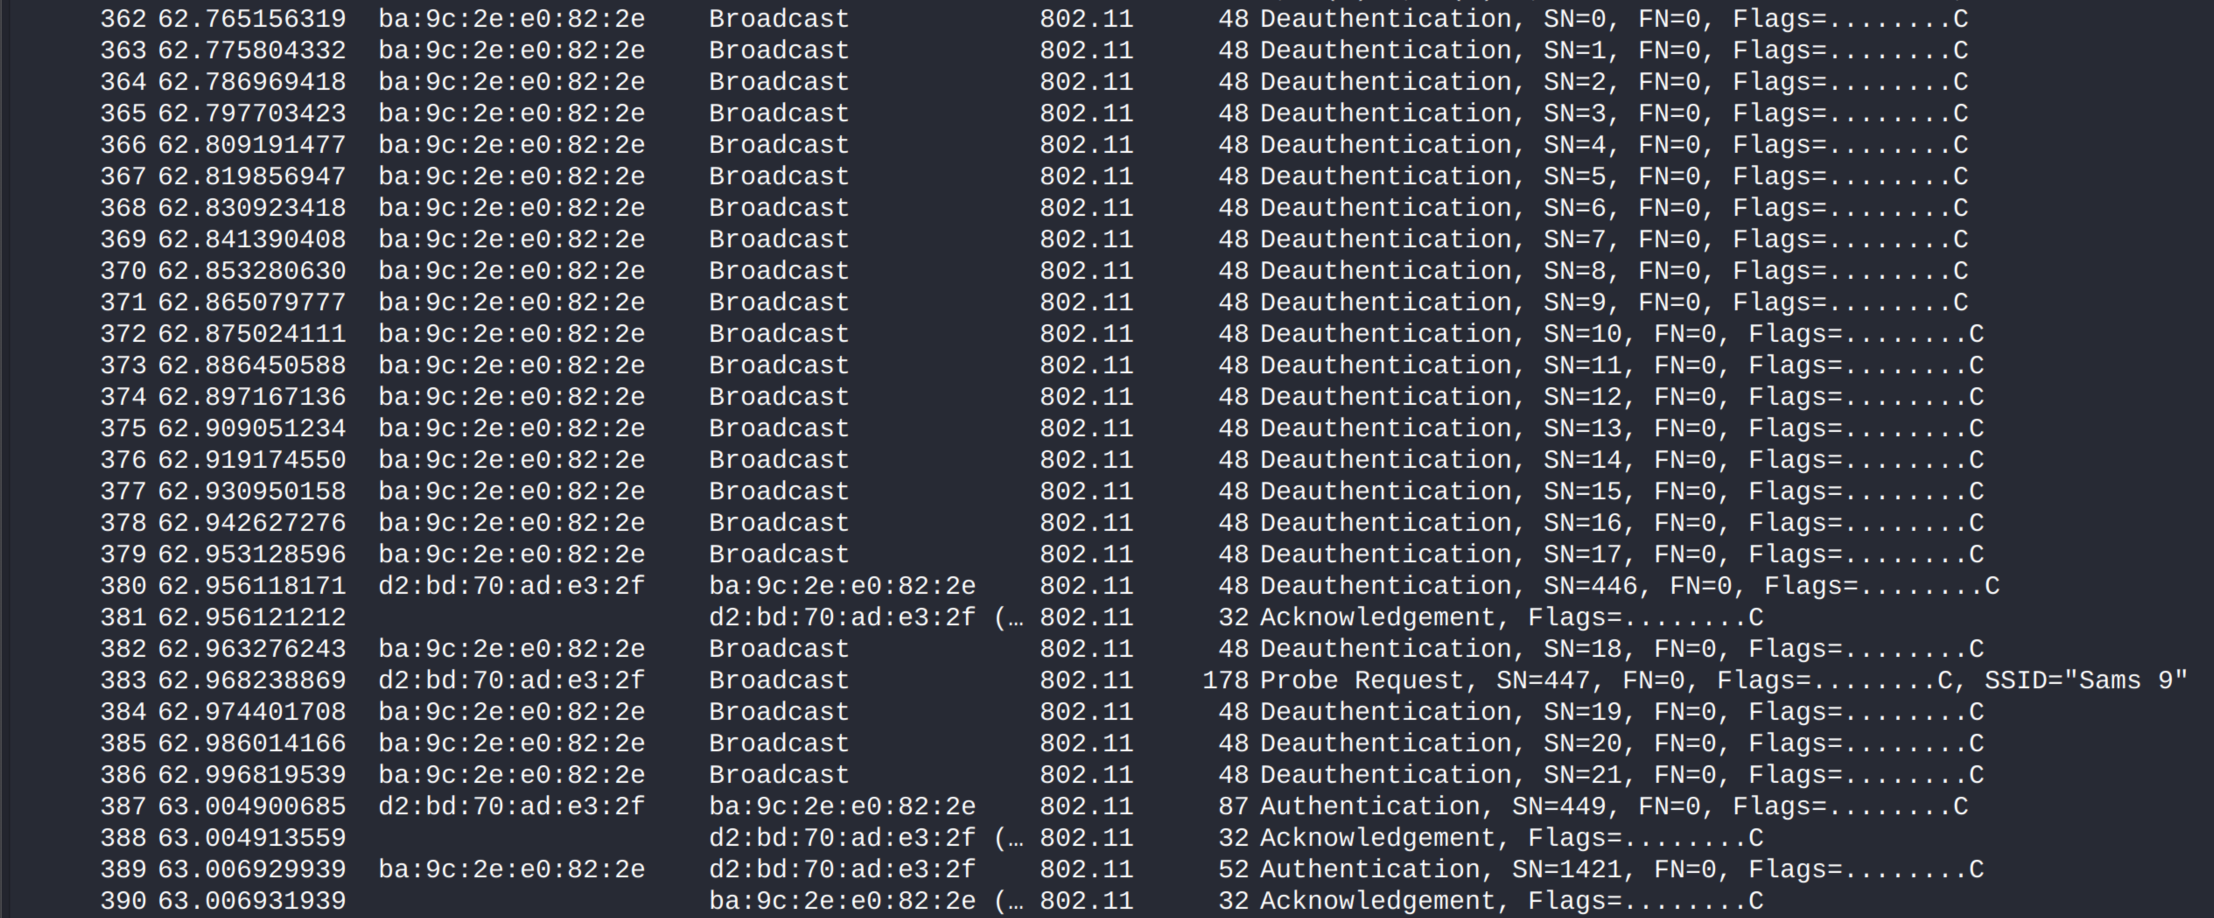 362 62.765156319 ba:9c:2e:e0:82:2e Broadcast 802.11 48 Deauthentication, SN=0, FN=0, Flags=........C
363 62.775804332 ba:9c:2e:e0:82:2e Broadcast 802.11 48 Deauthentication, SN=1, FN=0, Flags=........C
364 62.786969418 ba:9c:2e:e0:82:2e Broadcast 802.11 48 Deauthentication, SN=2, FN=0, Flags=........C
365 62.797703423 ba:9c:2e:e0:82:2e Broadcast 802.11 48 Deauthentication, SN=3, FN=0, Flags=........C
366 62.809191477 ba:9c:2e:e0:82:2e Broadcast 802.11 48 Deauthentication, SN=4, FN=0, Flags=........C
367 62.819856947 ba:9c:2e:e0:82:2e Broadcast 802.11 48 Deauthentication, SN=5, FN=0, Flags=........C
368 62.830923418 ba:9c:2e:e0:82:2e Broadcast 802.11 48 Deauthentication, SN=6, FN=0, Flags=........C
369 62.841390408 ba:9c:2e:e0:82:2e Broadcast 802.11 48 Deauthentication, SN=7, FN=0, Flags=........C
370 62.853280630 ba:9c:2e:e0:82:2e Broadcast 802.11 48 Deauthentication, SN=8, FN=0, Flags=........C
371 62.865079777 ba:9c:2e:e0:82:2e Broadcast 802.11 48 Deauthentication, SN=9, FN=0, Flags=........C
372 62.875024111 ba:9c:2e:e0:82:2e Broadcast 802.11 48 Deauthentication, SN=10, FN=0, Flags=........C
373 62.886450588 ba:9c:2e:e0:82:2e Broadcast 802.11 48 Deauthentication, SN=11, FN=0, Flags=........C
374 62.897167136 ba:9c:2e:e0:82:2e Broadcast 802.11 48 Deauthentication, SN=12, FN=0, Flags=........C
375 62.909051234 ba:9c:2e:e0:82:2e Broadcast 802.11 48 Deauthentication, SN=13, FN=0, Flags=........C
376 62.919174550 ba:9c:2e:e0:82:2e Broadcast 802.11 48 Deauthentication, SN=14, FN=0, Flags=........C
377 62.930950158 ba:9c:2e:e0:82:2e Broadcast 802.11 48 Deauthentication, SN=15, FN=0, Flags=........C
378 62.942627276 ba:9c:2e:e0:82:2e Broadcast 802.11 48 Deauthentication, SN=16, FN=0, Flags=........C
379 62.953128596 ba:9c:2e:e0:82:2e Broadcast 802.11 48 Deauthentication, SN=17, FN=0, Flags=........C
380 62.956118171 d2:bd:70:ad:e3:2f ba:9c:2e:e0:82:2e 802.11 48 Deauthentication, SN=446, FN=0, Flags=........C
381 62.956121212 d2:bd:70:ad:e3:2f (… 802.11 32 Acknowledgement, Flags=........C
382 62.963276243 ba:9c:2e:e0:82:2e Broadcast 802.11 48 Deauthentication, SN=18, FN=0, Flags=........C
383 62.968238869 d2:bd:70:ad:e3:2f Broadcast 802.11 178 Probe Request, SN=447, FN=0, Flags=........C, SSID="Sams 9"
384 62.974401708 ba:9c:2e:e0:82:2e Broadcast 802.11 48 Deauthentication, SN=19, FN=0, Flags=........C
385 62.986014166 ba:9c:2e:e0:82:2e Broadcast 802.11 48 Deauthentication, SN=20, FN=0, Flags=........C
386 62.996819539 ba:9c:2e:e0:82:2e Broadcast 802.11 48 Deauthentication, SN=21, FN=0, Flags=........C
387 63.004900685 d2:bd:70:ad:e3:2f ba:9c:2e:e0:82:2e 802.11 87 Authentication, SN=449, FN=0, Flags=........C
388 63.004913559 d2:bd:70:ad:e3:2f (… 802.11 32 Acknowledgement, Flags=........C
389 63.006929939 ba:9c:2e:e0:82:2e d2:bd:70:ad:e3:2f 802.11 52 Authentication, SN=1421, FN=0, Flags=........C
390 63.006931939 ba:9c:2e:e0:82:2e (… 802.11 32 Acknowledgement, Flags=........C